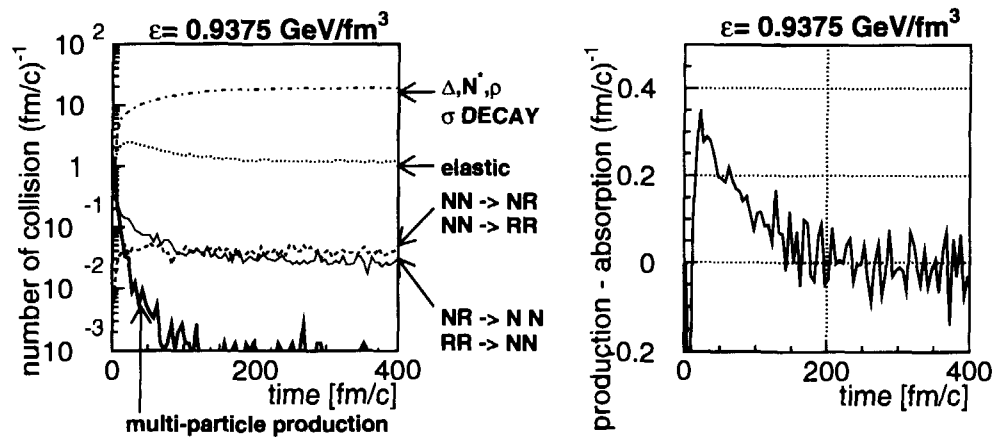 ε= 0.9375 GeV/fm³
number of collision (fm/c)⁻¹
10 ²
10
1
10 ⁻¹
10 ⁻²
10 ⁻³
0
200
400
time [fm/c]
Δ,N*,ρ
σ DECAY
elastic
NN -> NR
NN -> RR
NR -> N N
RR -> NN
multi-particle production
ε= 0.9375 GeV/fm³
production - absorption (fm/c)⁻¹
0.4
0.2
0
-0.2
0
200
400
time [fm/c]